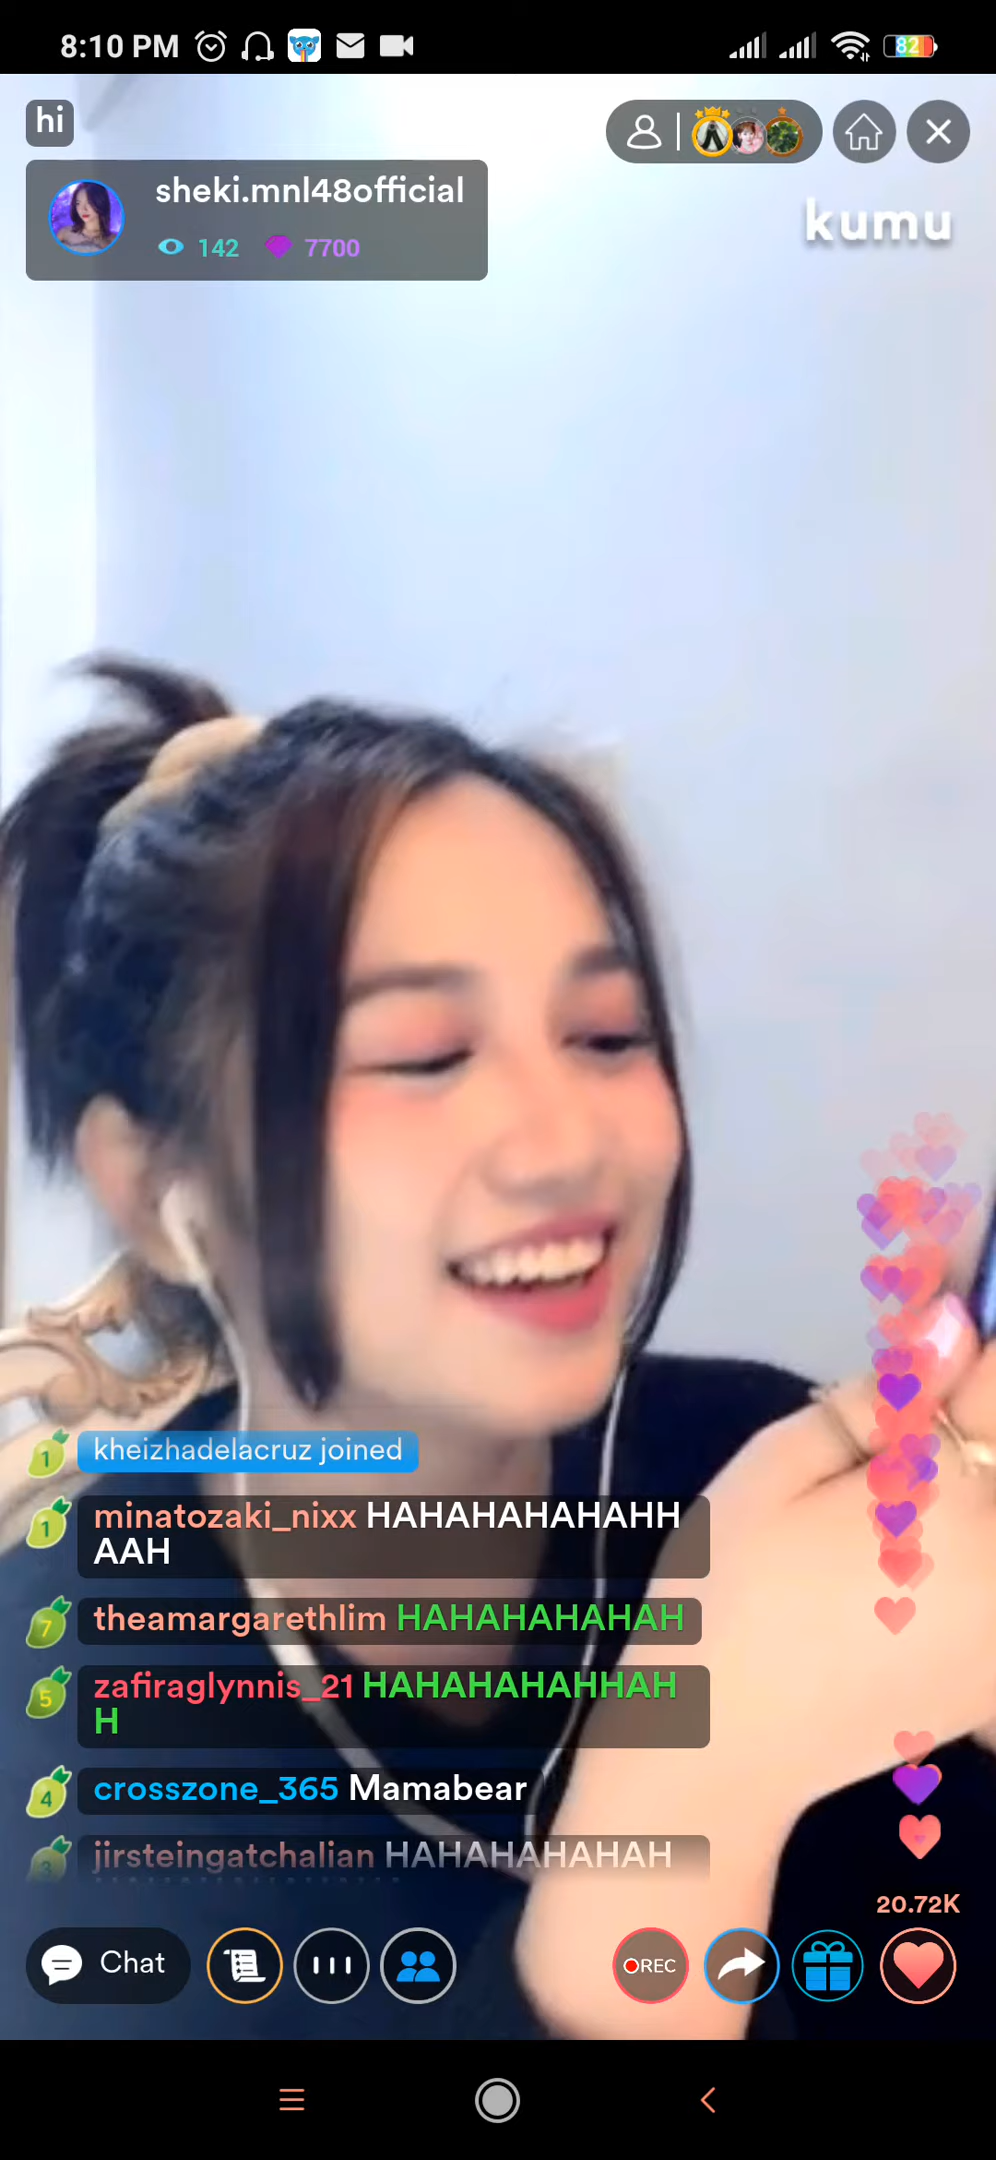 8:10 PM
82
hi
sheki.mnl48official
142 7700
kumu
1 kheizhadelacruz joined
1 minatozaki_nixx HAHAHAHAHAHH
AAH
7 theamargarethlim HAHAHAHAHAH
5 zafiraglynnis_21 HAHAHAHAHHAH
H
4 crosszone_365 Mamabear
3 jirsteingatchalian HAHAHAHAHAH
20.72K
Chat
REC